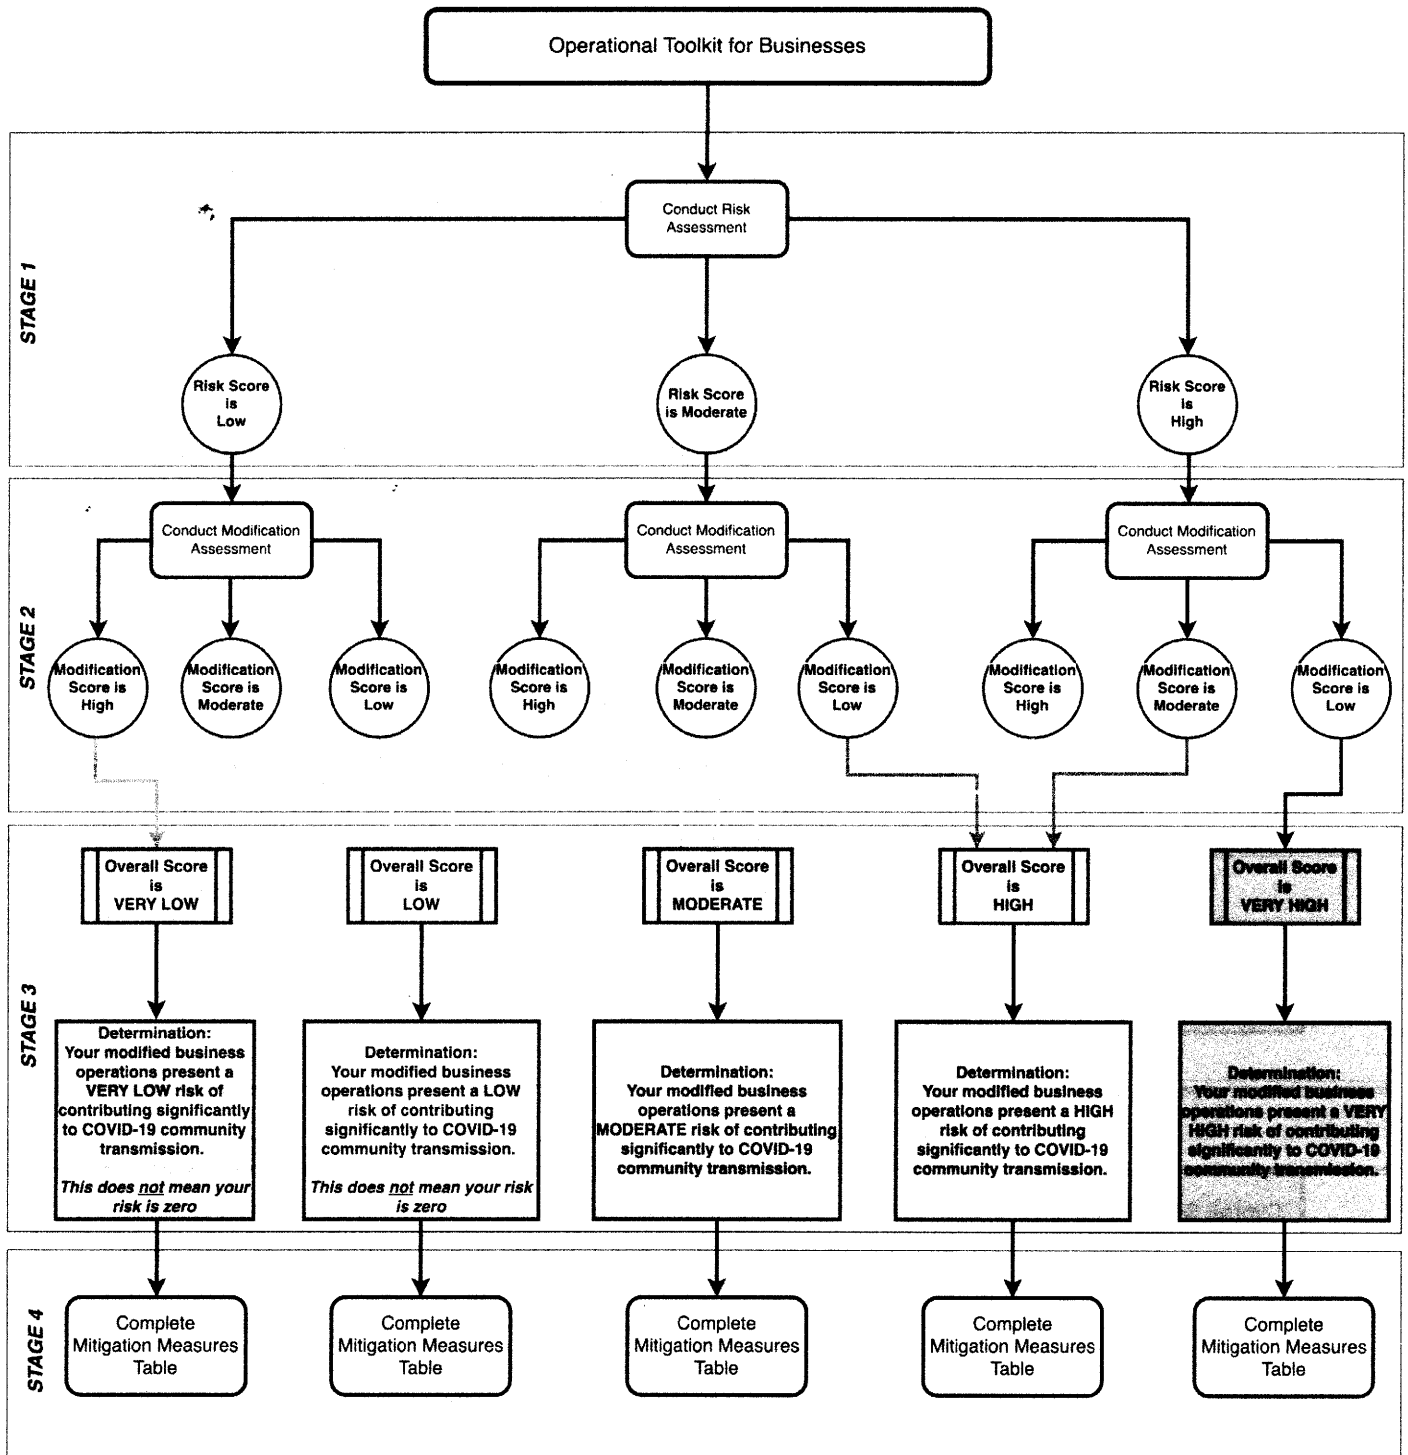 Operational Toolkit for Businesses
STAGE 1
Conduct Risk
Assessment
Risk Score
is
Low
Risk Score
is Moderate
Risk Score
is
High
STAGE 2
Conduct Modification
Assessment
Conduct Modification
Assessment
Conduct Modification
Assessment
Modification
Score is
High
Modification
Score is
Moderate
Modification
Score is
Low
Modification
Score is
High
Modification
Score is
Moderate
Modification
Score is
Low
Modification
Score is
High
Modification
Score is
Moderate
Modification
Score is
Low
STAGE 3
Overall Score
is
VERY LOW
Overall Score
is
LOW
Overall Score
is
MODERATE
Overall Score
is
HIGH
Overall Score
is
VERY HIGH
Determination:
Your modified business
operations present a
VERY LOW risk of
contributing significantly
to COVID-19 community
transmission.
This does not mean your
risk is zero
Determination:
Your modified business
operations present a LOW
risk of contributing
significantly to COVID-19
community transmission.
This does not mean your risk
is zero
Determination:
Your modified business
operations present a
MODERATE risk of contributing
significantly to COVID-19
community transmission.
Determination:
Your modified business
operations present a HIGH
risk of contributing
significantly to COVID-19
community transmission.
Determination:
Your modified business
operations present a VERY
HIGH risk of contributing
significantly to COVID-19
community transmission.
STAGE 4
Complete
Mitigation Measures
Table
Complete
Mitigation Measures
Table
Complete
Mitigation Measures
Table
Complete
Mitigation Measures
Table
Complete
Mitigation Measures
Table